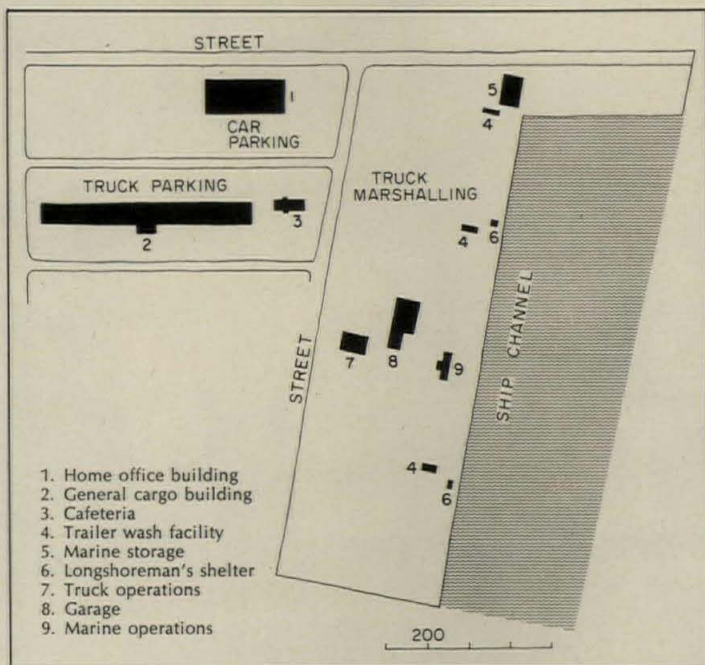 STREET
1
CAR
PARKING
5
4
TRUCK PARKING
TRUCK
MARSHALLING
3
2
4
6
SHIP CHANNEL
STREET
7
8
9
4
6
1. Home office building
2. General cargo building
3. Cafeteria
4. Trailer wash facility
5. Marine storage
6. Longshoreman's shelter
7. Truck operations
8. Garage
9. Marine operations
200